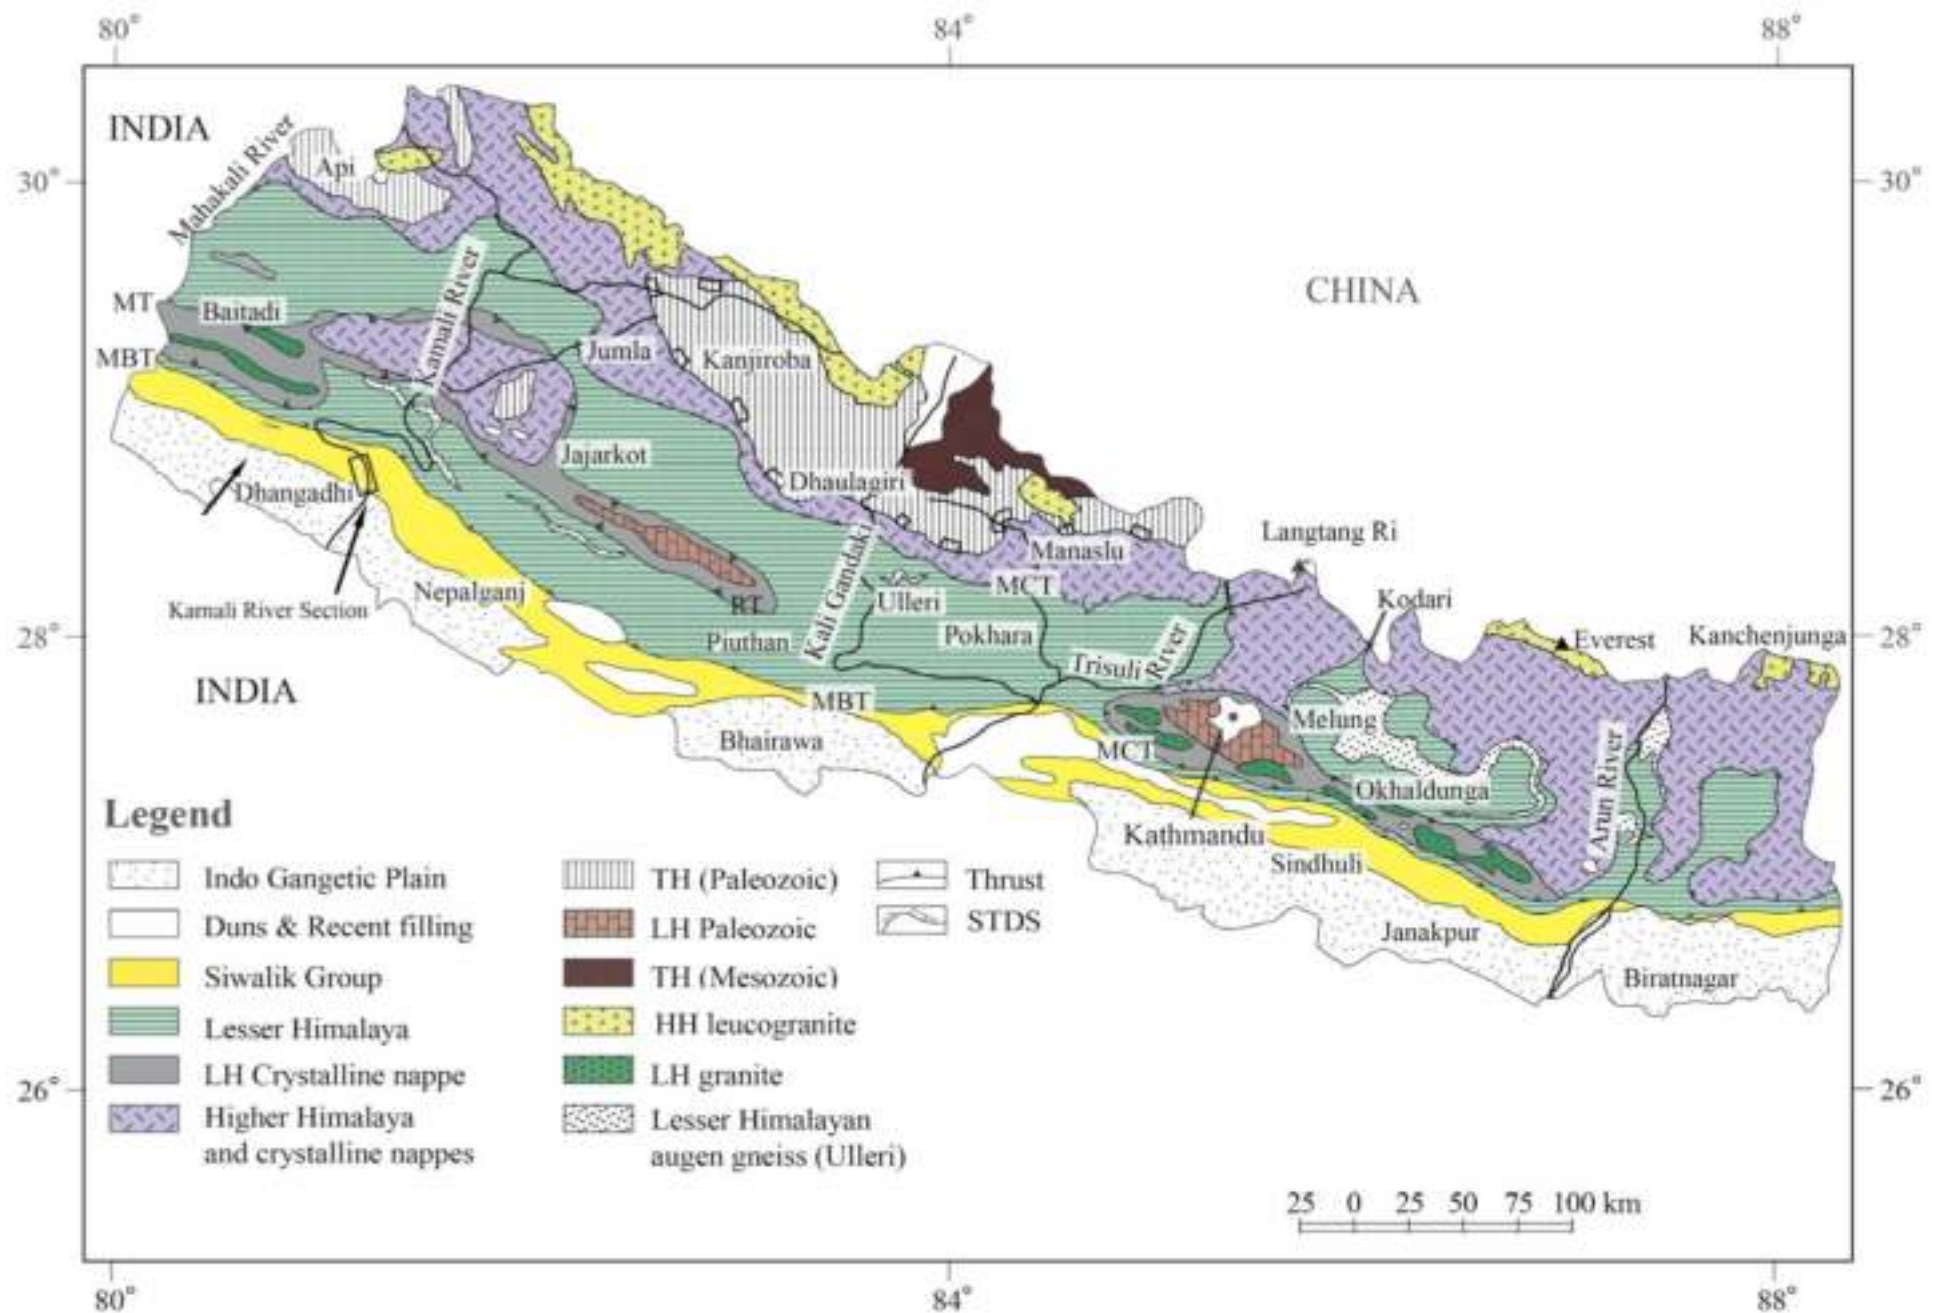 80° 84° 88°
INDIA
Mahakali River
Api
30° 30°
CHINA
Karnali River
MT
Baitadi
MBT
Jumla
Kanjiroba
Jajarkot
Dhaulagiri
Dhangadhi
Langtang Ri
Manaslu
MCT
Kali Gandaki
Ulleri
Kodari
Nepalganj
Karnali River Section
RT
28° 28°
Piuthan
Pokhara
Trisuli River
Everest
Kanchenjunga
INDIA
MBT
Bhairawa
MCT
Melung
Okhaldunga
Arun River
Kathmandu
Sindhuli
Janakpur
Biratnagar
Legend
Indo Gangetic Plain
Duns & Recent filling
Siwalik Group
Lesser Himalaya
LH Crystalline nappe
Higher Himalaya
and crystalline nappes
TH (Paleozoic)
LH Paleozoic
TH (Mesozoic)
HH leucogranite
LH granite
Lesser Himalayan
augen gneiss (Ulleri)
Thrust
STDS
26° 26°
25 0 25 50 75 100 km
80° 84° 88°